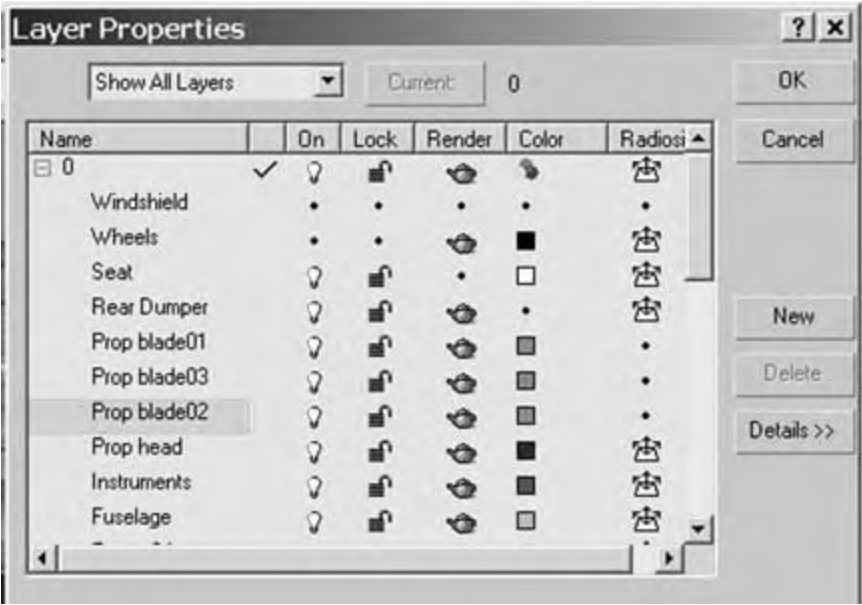 Layer Properties
? ×
Show All Layers Current: 0 OK
Name On Lock Render Color Radiosi Cancel
0
Windshield
Wheels
Seat
Rear Dumper
New
Prop blade01
Prop blade03
Delete
Prop blade02
Details >>
Prop head
Instruments
Fuselage